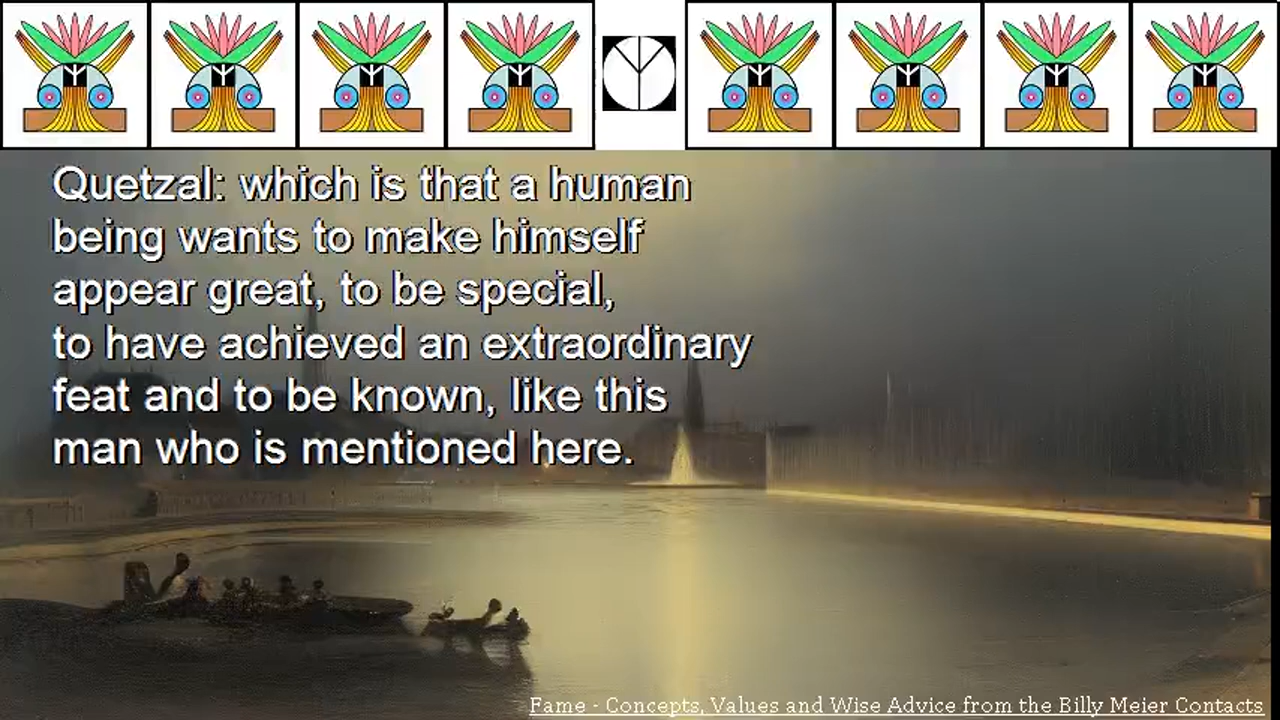 Quetzal: which is that a human
being wants to make himself
appear great, to be special,
to have achieved an extraordinary
feat and to be known, like this
man who is mentioned here.
Fame - Concepts, Values and Wise Advice from the Billy Meier Contacts